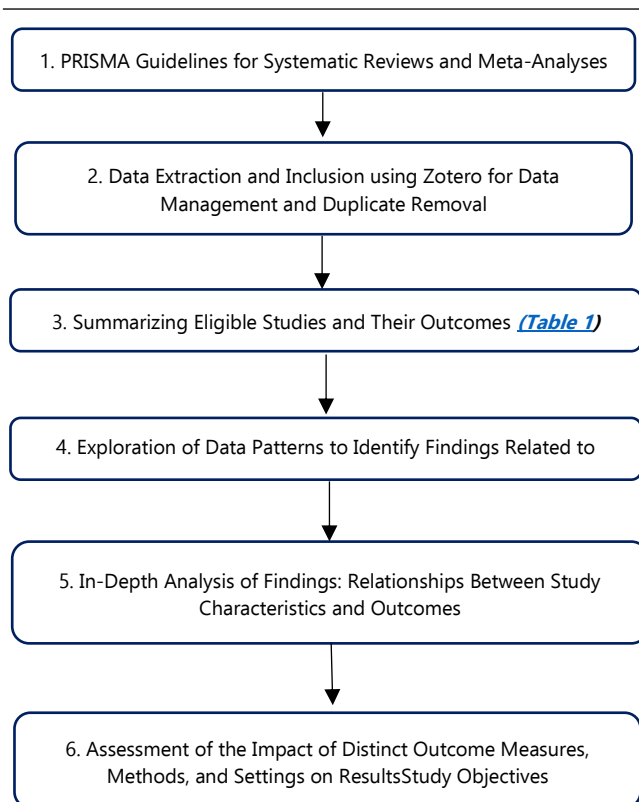 1. PRISMA Guidelines for Systematic Reviews and Meta-Analyses
2. Data Extraction and Inclusion using Zotero for Data
Management and Duplicate Removal
3. Summarizing Eligible Studies and Their Outcomes (Table 1)
4. Exploration of Data Patterns to Identify Findings Related to
5. In-Depth Analysis of Findings: Relationships Between Study
Characteristics and Outcomes
6. Assessment of the Impact of Distinct Outcome Measures,
Methods, and Settings on ResultsStudy Objectives